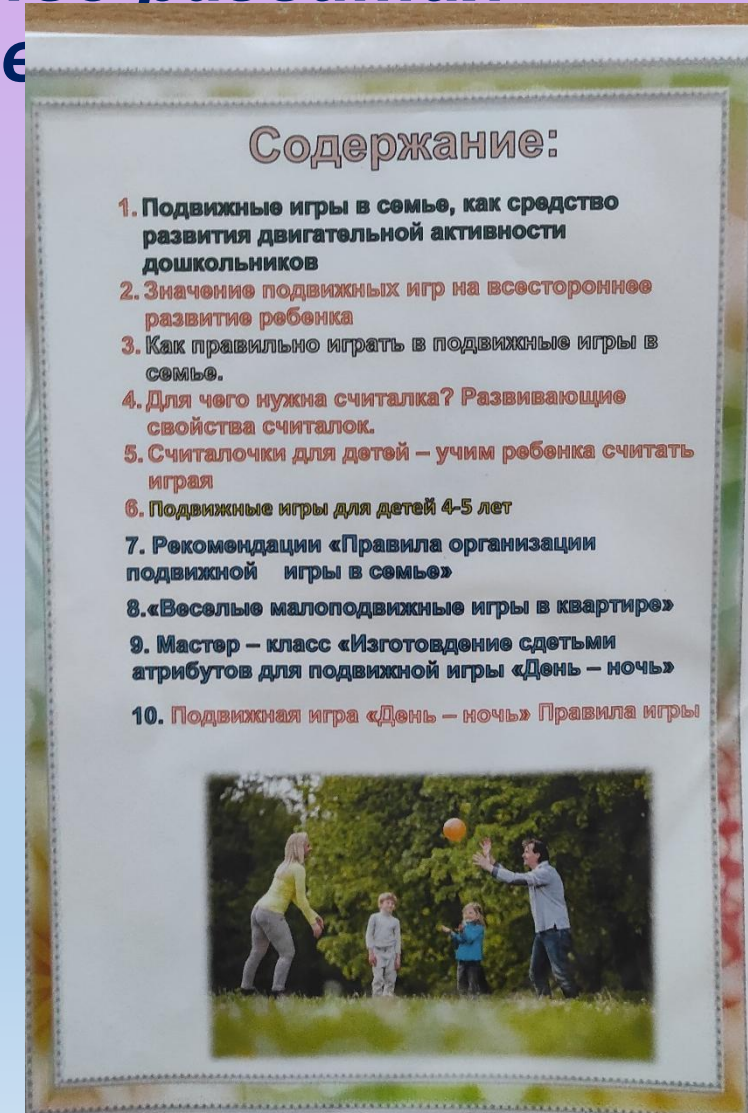 Содержание:
1. Подвижные игры в семье, как средство
развития двигательной активности
дошкольников
2. Значение подвижных игр на всестороннее
развитие ребенка
3. Как правильно играть в подвижные игры в
семье.
4. Для чего нужна считалка? Развивающие
свойства считалок.
5. Считалочки для детей – учим ребенка считать
играя
6. Подвижные игры для детей 4-5 лет
7. Рекомендации «Правила организации
подвижной игры в семье»
8.«Веселые малоподвижные игры в квартире»
9. Мастер – класс «Изготовдение сдетьми
атрибутов для подвижной игры «День – ночь»
10. Подвижная игра «День – ночь» Правила игры